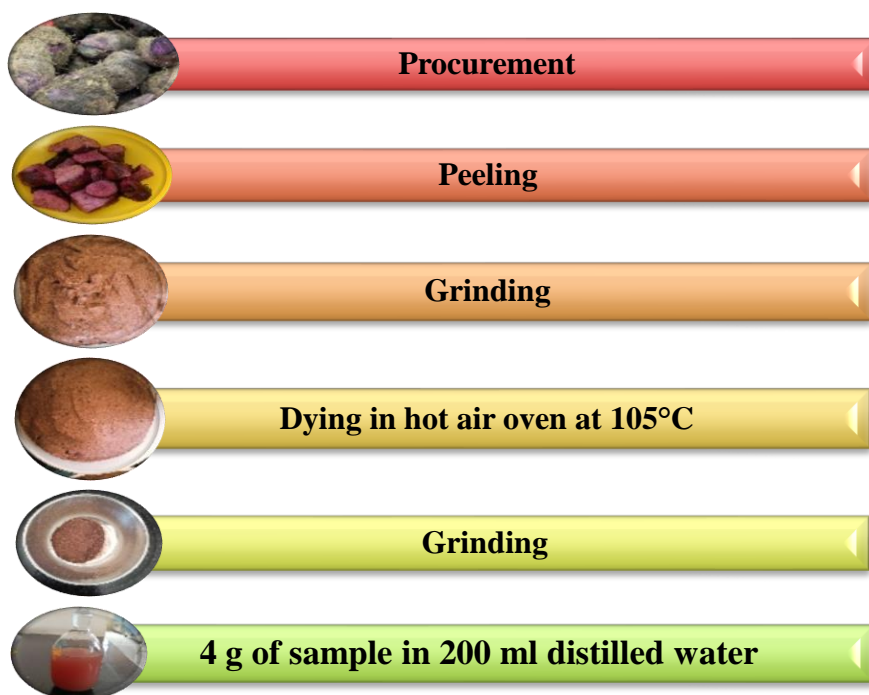 Procurement
Peeling
Grinding
Dying in hot air oven at 105°C
Grinding
4 g of sample in 200 ml distilled water